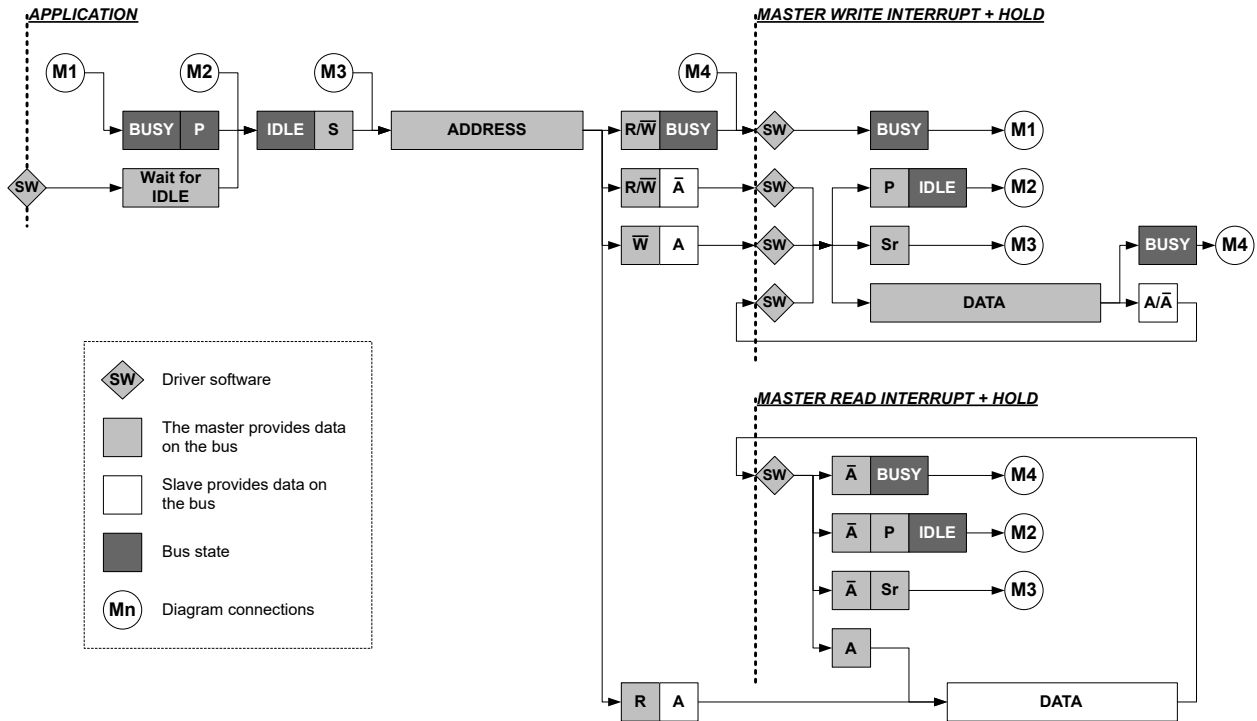 APPLICATION
MASTER WRITE INTERRUPT + HOLD
M1
M2
M3
M4
BUSY P
IDLE S
ADDRESS
R/W̅ BUSY
SW
BUSY
M1
SW
Wait for
IDLE
R/W̅ A̅
SW
P IDLE
M2
W̅ A
SW
Sr
M3
BUSY
M4
SW
DATA
A/A̅
SW
Driver software
The master provides data
on the bus
Slave provides data on
the bus
Bus state
Mn
Diagram connections
MASTER READ INTERRUPT + HOLD
SW
A̅ BUSY
M4
A̅ P IDLE
M2
A̅ Sr
M3
A
R A
DATA